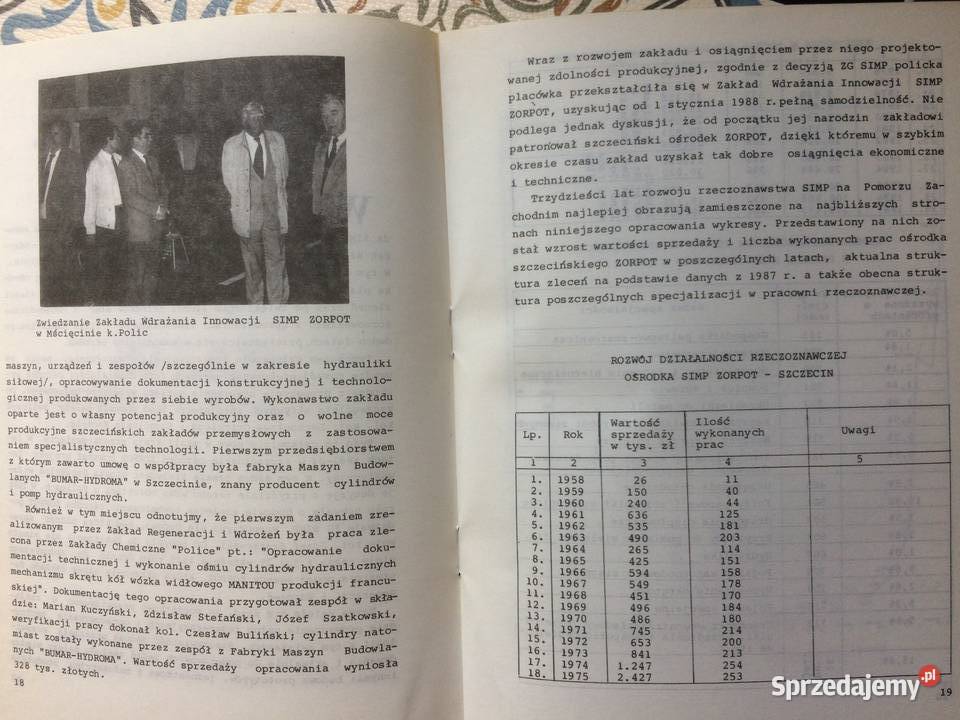 Zwiedzanie Zakładu Wdrażania Innowacji SIMP ZORPOT
w Mścięcinie k.Polic
maszyn, urządzeń i zespołów /szczególnie w zakresie hydrauliki
siłowej/, opracowywanie dokumentacji konstrukcyjnej i technolo-
gicznej produkowanych przez siebie wyrobów. Wykonawstwo zakładu
oparte jest o własny potencjał produkcyjny oraz o wolne moce
produkcyjne szczecińskich zakładów przemysłowych z zastosowa-
niem specjalistycznych technologii. Pierwszym przedsiębiorstwem
z którym zawarto umowę o współpracy była fabryka Maszyn Budow-
lanych "BUMAR-HYDROMA" w Szczecinie, znany producent cylindrów
i pomp hydraulicznych.
Również w tym miejscu odnotujmy, że pierwszym zadaniem zre-
alizowanym przez Zakład Regeneracji i Wdrożeń była praca zle-
cona przez Zakłady Chemiczne "Police" pt.: "Opracowanie doku-
mentacji technicznej i wykonanie ośmiu cylindrów hydraulicznych
mechanizmu skrętu kół wózka widłowego MANITOU produkcji francu-
skiej". Dokumentację tego opracowania przygotował zespół w skła-
dzie: Marian Kuczyński, Zdzisław Stefański, Józef Szatkowski,
weryfikacji pracy dokonał kol. Czesław Buliński; cylindry nato-
miast zostały wykonane przez zespół z Fabryki Maszyn Budowla-
nych "BUMAR-HYDROMA". Wartość sprzedaży opracowania wyniosła
328 tys. złotych.
18
Wraz z rozwojem zakładu i osiągnięciem przez niego projekto-
wanej zdolności produkcyjnej, zgodnie z decyzją ZG SIMP policka
placówka przekształciła się w Zakład Wdrażania Innowacji SIMP
ZORPOT, uzyskując od 1 stycznia 1988 r. pełną samodzielność. Nie
podlega jednak dyskusji, że od początku jej narodzin zakładowi
patronował szczeciński ośrodek ZORPOT, dzięki któremu w szybkim
okresie czasu zakład uzyskał tak dobre osiągnięcia ekonomiczne
i techniczne.
Trzydzieści lat rozwoju rzeczoznawstwa SIMP na Pomorzu Za-
chodnim najlepiej obrazują zamieszczone na najbliższych stro-
nach niniejszego opracowania wykresy. Przedstawiony na nich zo-
stał wzrost wartości sprzedaży i liczba wykonanych prac ośrodka
szczecińskiego ZORPOT w poszczególnych latach, aktualna struk-
tura zleceń na podstawie danych z 1987 r. a także obecna struk-
tura poszczególnych specjalizacji w pracowni rzeczoznawczej.
ROZWÓJ DZIAŁALNOŚCI RZECZOZNAWCZEJ
OŚRODKA SIMP ZORPOT - SZCZECIN
Lp. Rok Wartość sprzedaży w tys. zł Ilość wykonanych prac Uwagi
1 2 3 4 5
1. 1958 26 11
2. 1959 150 40
3. 1960 240 44
4. 1961 636 125
5. 1962 535 181
6. 1963 490 203
7. 1964 265 114
8. 1965 425 151
9. 1966 594 158
10. 1967 549 178
11. 1968 451 170
12. 1969 496 184
13. 1970 486 180
14. 1971 745 214
15. 1972 653 200
16. 1973 841 213
17. 1974 1.247 254
18. 1975 2.427 253
19
Sprzedajemy.pl